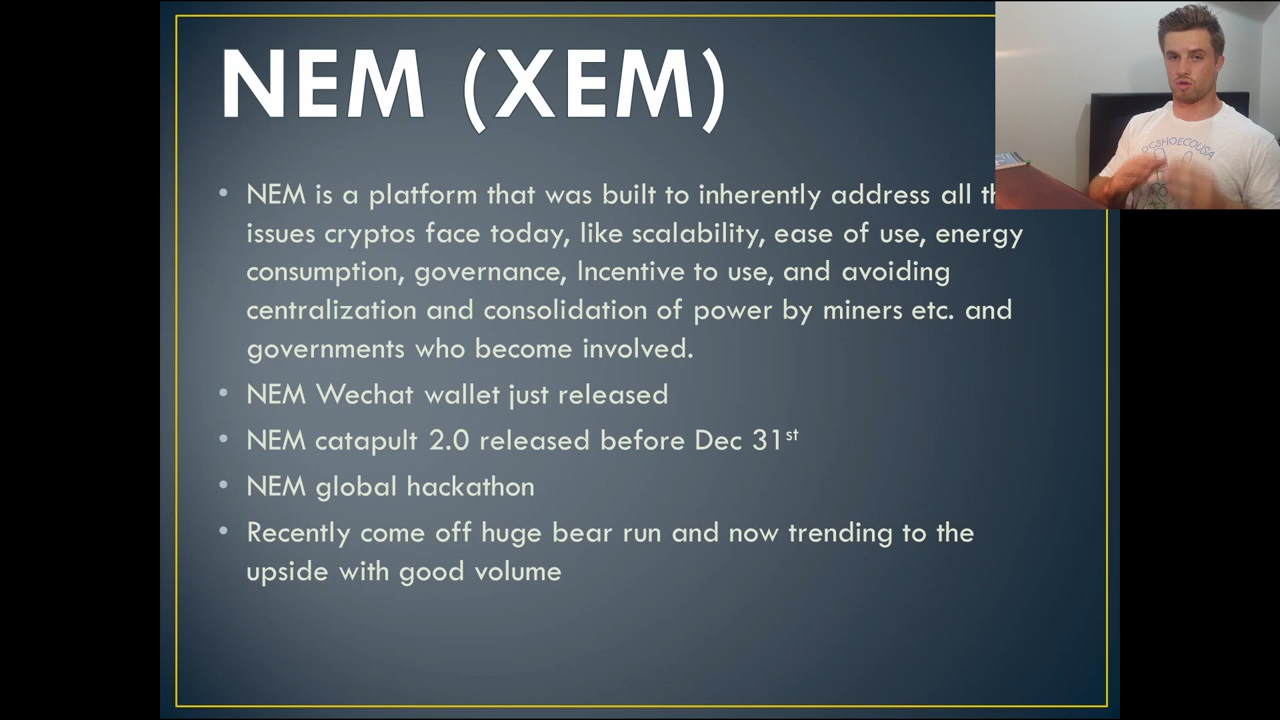 NEM (XEM)
• NEM is a platform that was built to inherently address all
issues cryptos face today, like scalability, ease of use, energy
consumption, governance, Incentive to use, and avoiding
centralization and consolidation of power by miners etc. and
governments who become involved.
• NEM Wechat wallet just released
• NEM catapult 2.0 released before Dec 31st
• NEM global hackathon
• Recently come off huge bear run and now trending to the
upside with good volume